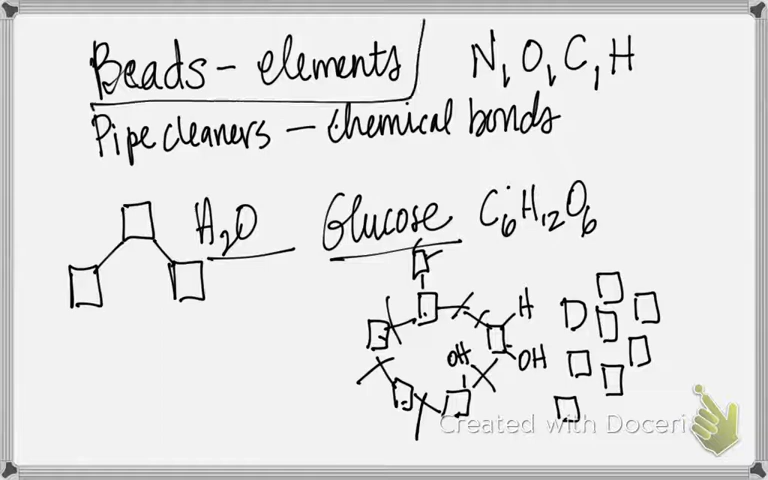 Beads - elements N, O, C, H
Pipe cleaners - chemical bonds
H2O Glucose C6H12O6
H
OH OH
Created with Doceri